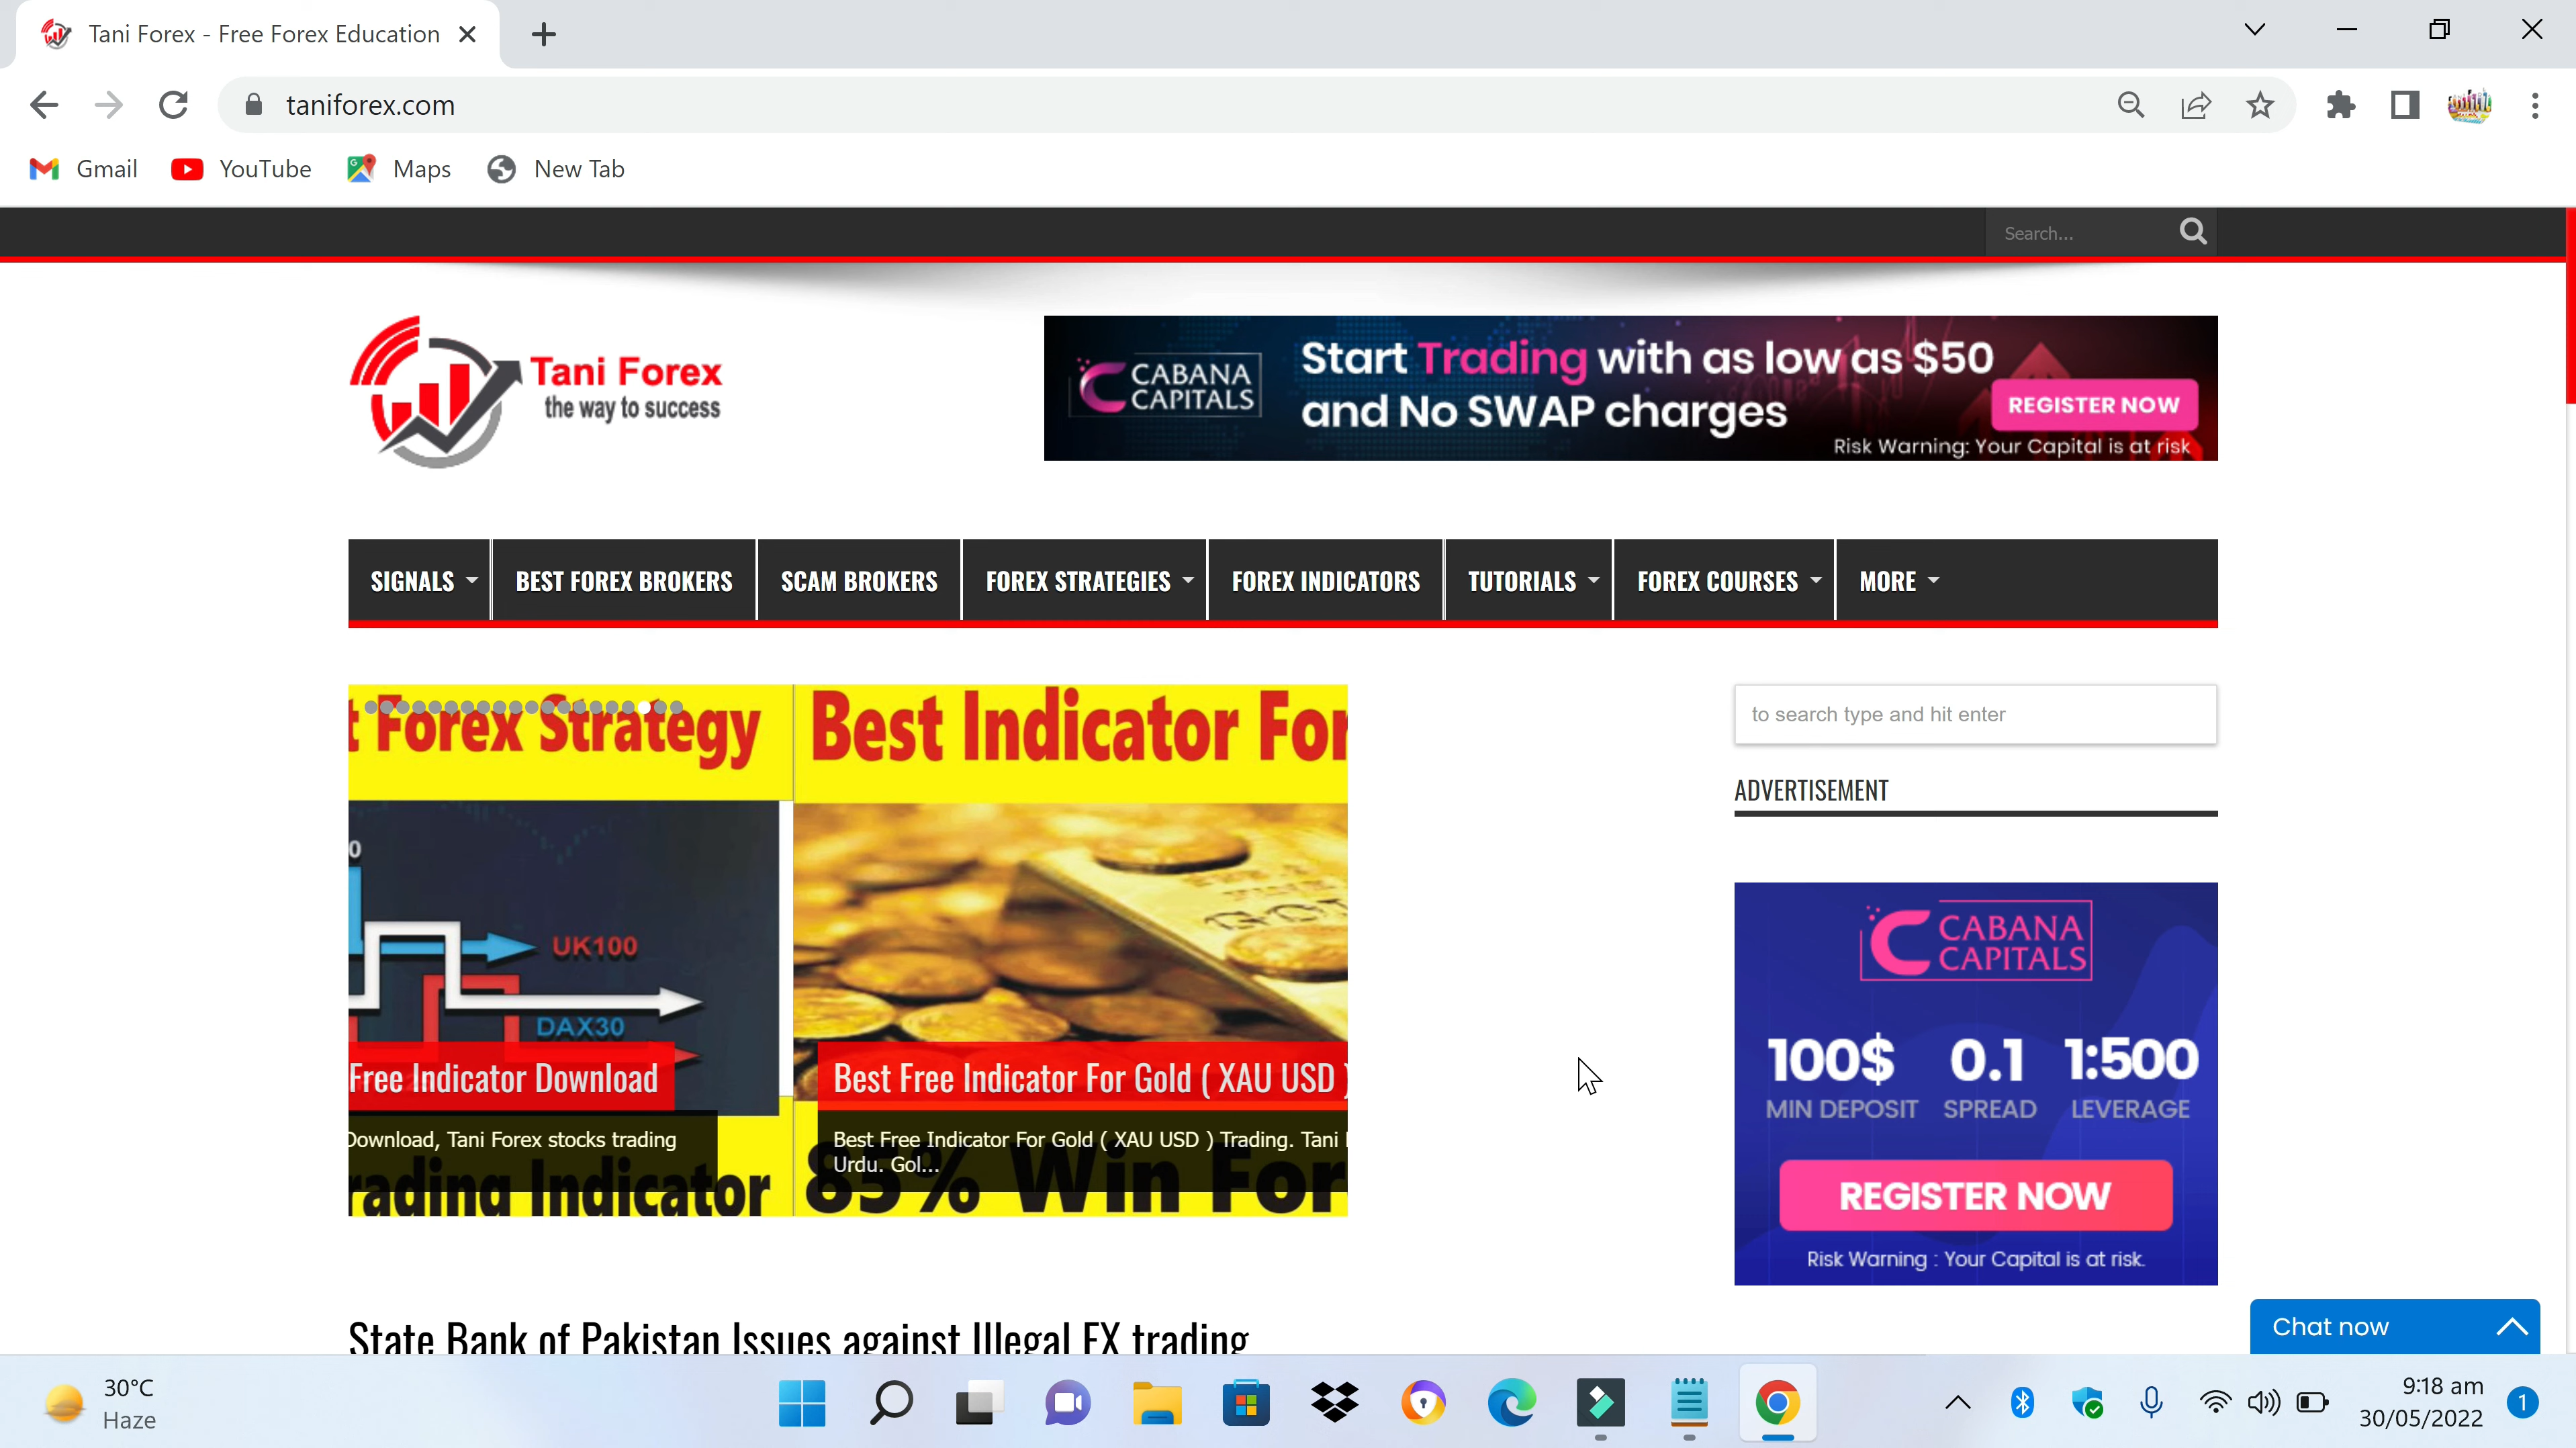 Tani Forex - Free Forex Education
taniforex.com
Gmail YouTube Maps New Tab
Search...
Tani Forex
the way to success
CABANA
CAPITALS
Start Trading with as low as $50
and No SWAP charges
REGISTER NOW
Risk Warning: Your Capital is at risk
SIGNALS BEST FOREX BROKERS SCAM BROKERS FOREX STRATEGIES FOREX INDICATORS TUTORIALS FOREX COURSES MORE
t Forex Strategy
UK100
DAX30
Free Indicator Download
Download, Tani Forex stocks trading
rading Indicator
Best Indicator For
Best Free Indicator For Gold ( XAU USD )
Best Free Indicator For Gold ( XAU USD ) Trading. Tani
Urdu. Gol...
85% Win For
to search type and hit enter
ADVERTISEMENT
CABANA
CAPITALS
100$ 0.1 1:500
MIN DEPOSIT SPREAD LEVERAGE
REGISTER NOW
Risk Warning : Your Capital is at risk.
State Bank of Pakistan Issues against Illegal FX trading
Chat now
30°C
Haze
9:18 am
30/05/2022
1